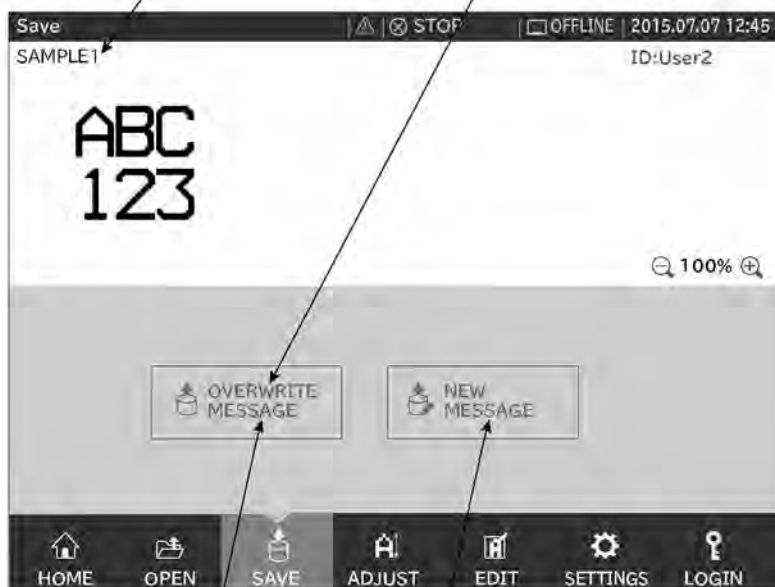 Save STOP OFFLINE 2015.07.07 12:45
SAMPLE1 ID:User2
ABC
123
100%
OVERWRITE
MESSAGE
NEW
MESSAGE
HOME OPEN SAVE ADJUST EDIT SETTINGS LOGIN